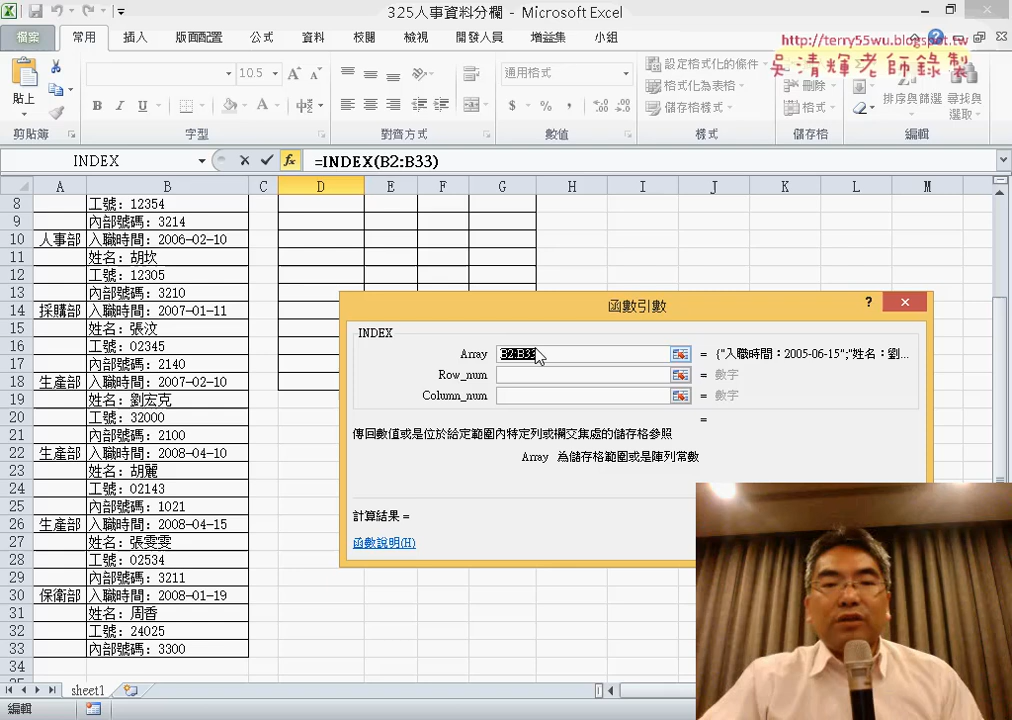 325人事資料分欄 - Microsoft Excel
檔案 常用 插入 版面配置 公式 資料 校閱 檢視 開發人員 增益集 小組
http://terry55wu.blogspot.tw
吳清輝老師錄製
貼上 10.5 通用格式 設定格式化的條件 刪除
B I U 格式化為表格 排序與篩選 尋找與選取
$ % , 儲存格樣式 格式
剪貼簿 字型 對齊方式 數值 樣式 儲存格 編輯
INDEX =INDEX(B2:B33)
A B C D E F G H I J K L M
8 工號：12354
9 內部號碼：3214
10 人事部 入職時間：2006-02-10
11 姓名：胡坎
12 工號：12305
13 內部號碼：3210
14 採購部 入職時間：2007-01-11
15 姓名：張汶
16 工號：02345
17 內部號碼：2140
18 生產部 入職時間：2007-02-10
19 姓名：劉宏克
20 工號：32000
21 內部號碼：2100
22 生產部 入職時間：2008-04-10
23 姓名：胡麗
24 工號：02143
25 內部號碼：1021
26 生產部 入職時間：2008-04-15
27 姓名：張雯雯
28 工號：02534
29 內部號碼：3211
30 保衛部 入職時間：2008-01-19
31 姓名：周香
32 工號：24025
33 內部號碼：3300
34
函數引數
INDEX
Array B2:B33 = {"入職時間：2005-06-15";"姓名：劉...
Row_num = 數字
Column_num = 數字
=
傳回數值或是位於給定範圍內特定列或欄交集處的儲存格參照
Array 為儲存格範圍或是陣列常數
計算結果 =
函數說明(H)
sheet1
編輯